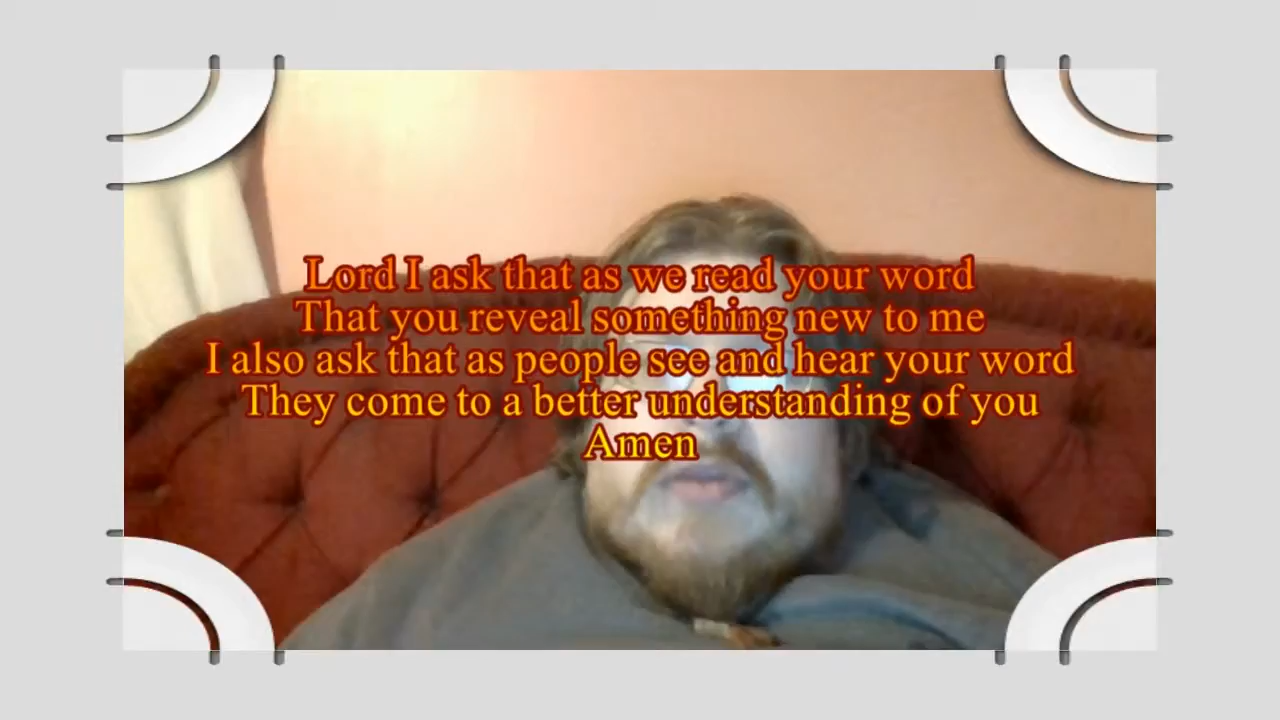 Lord I ask that as we read your word
That you reveal something new to me
I also ask that as people see and hear your word
They come to a better understanding of you
Amen